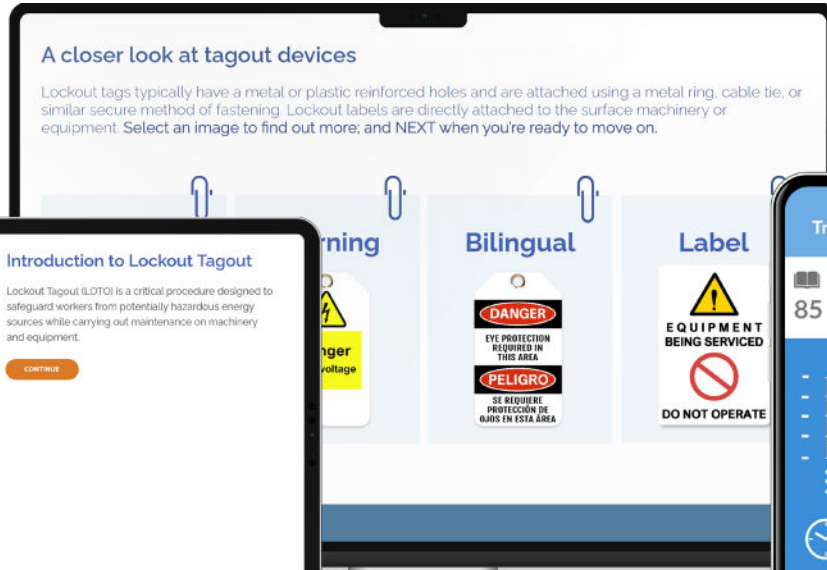 A closer look at tagout devices
Lockout tags typically have a metal or plastic reinforced holes and are attached using a metal ring, cable tie, or
similar secure method of fastening. Lockout labels are directly attached to the surface machinery or
equipment. Select an image to find out more; and NEXT when you're ready to move on.
rning
nger
voltage
Bilingual
DANGER
EYE PROTECTION
REQUIRED IN
THIS AREA
PELIGRO
SE REQUIERE
PROTECCIÓN DE
OJOS EN ESTA ÁREA
Label
EQUIPMENT
BEING SERVICED
DO NOT OPERATE
Introduction to Lockout Tagout
Lockout Tagout (LOTO) is a critical procedure designed to
safeguard workers from potentially hazardous energy
sources while carrying out maintenance on machinery
and equipment.
CONTINUE
Tr
85